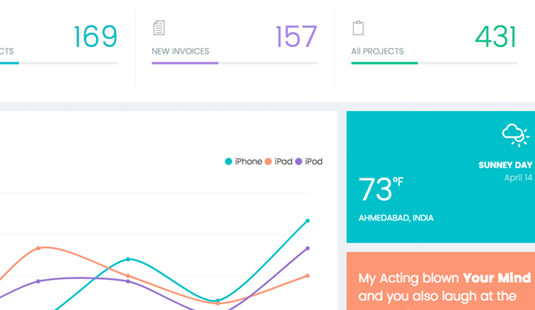 169
CTS
157
NEW INVOICES
431
All PROJECTS
iPhone iPad iPod
SUNNEY DAY
April 14
73°F
AHMEDABAD, INDIA
My Acting blown Your Mind
and you also laugh at the